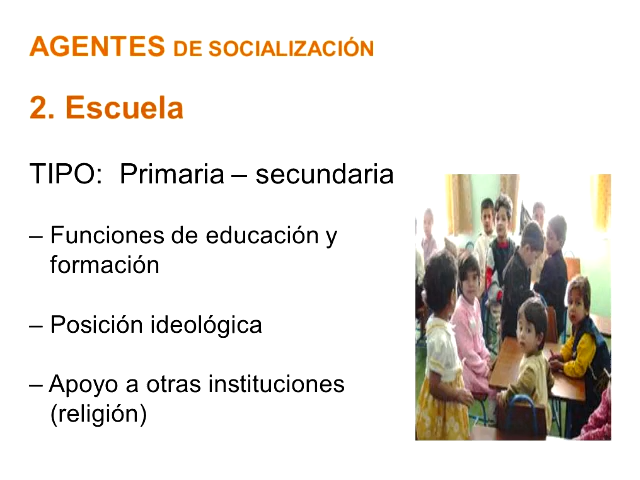 AGENTES DE SOCIALIZACIÓN
2. Escuela
TIPO: Primaria – secundaria
– Funciones de educación y
formación
– Posición ideológica
– Apoyo a otras instituciones
(religión)